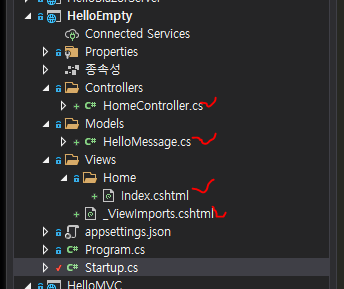 HelloBlazorServer
HelloEmpty
Connected Services
Properties
종속성
Controllers
C# HomeController.cs
Models
C# HelloMessage.cs
Views
Home
Index.cshtml
_ViewImports.cshtml
appsettings.json
C# Program.cs
C# Startup.cs
HelloMVC